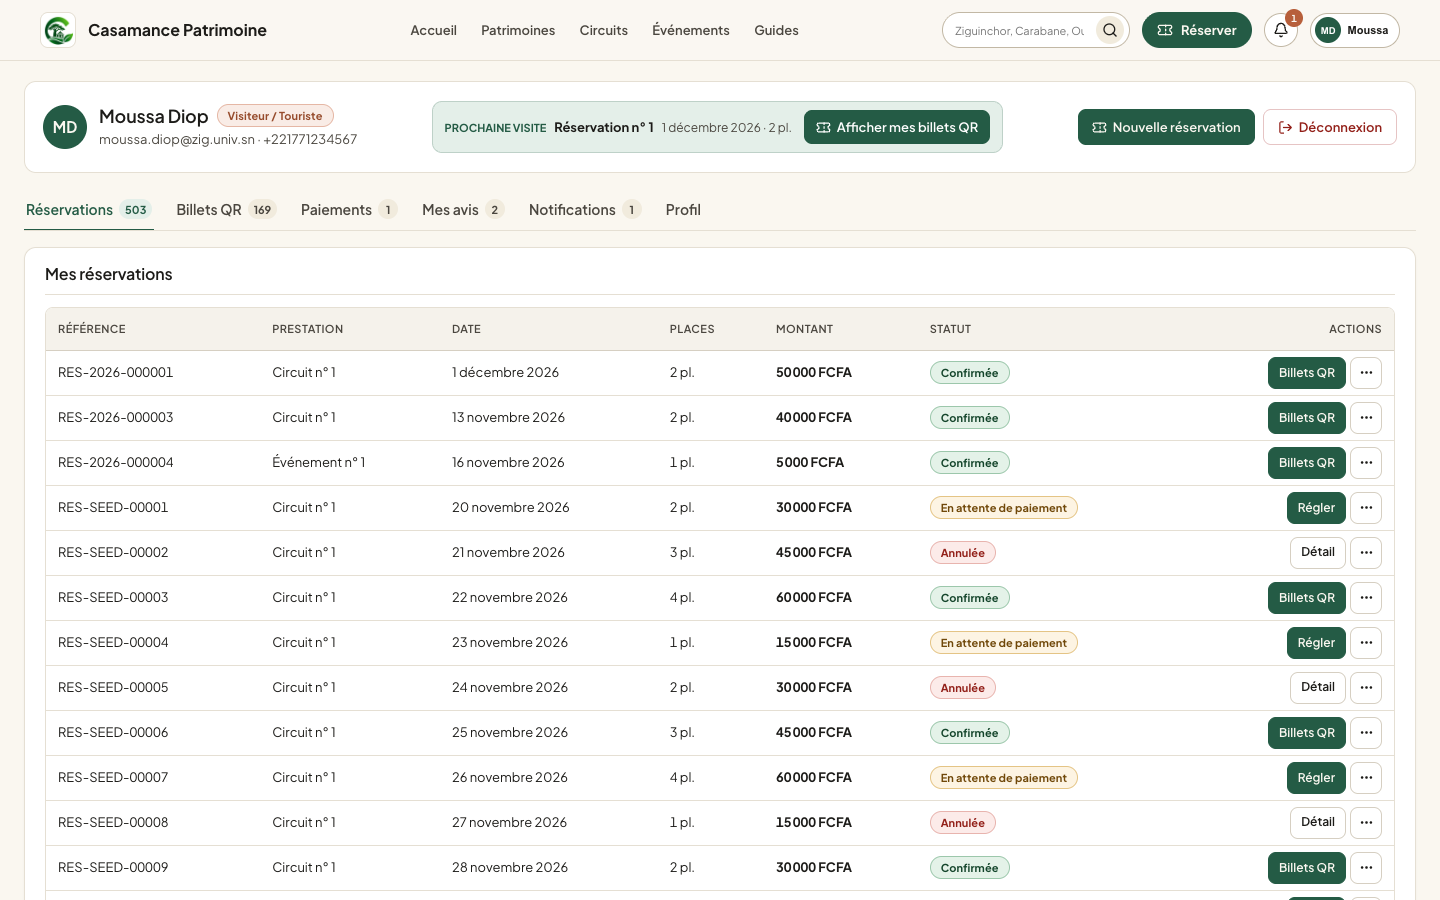 Casamance Patrimoine
Accueil Patrimoines Circuits Événements Guides
Ziguinchor, Carabane, Ou
Réserver
1
MD Moussa
MD
Moussa Diop Visiteur / Touriste
moussa.diop@zig.univ.sn · +221771234567
PROCHAINE VISITE Réservation n° 1 1 décembre 2026 · 2 pl. Afficher mes billets QR
Nouvelle réservation Déconnexion
Réservations 503 Billets QR 169 Paiements 1 Mes avis 2 Notifications 1 Profil
Mes réservations
RÉFÉRENCE PRESTATION DATE PLACES MONTANT STATUT ACTIONS
RES-2026-000001 Circuit n° 1 1 décembre 2026 2 pl. 50 000 FCFA Confirmée Billets QR ···
RES-2026-000003 Circuit n° 1 13 novembre 2026 2 pl. 40 000 FCFA Confirmée Billets QR ···
RES-2026-000004 Événement n° 1 16 novembre 2026 1 pl. 5 000 FCFA Confirmée Billets QR ···
RES-SEED-00001 Circuit n° 1 20 novembre 2026 2 pl. 30 000 FCFA En attente de paiement Régler ···
RES-SEED-00002 Circuit n° 1 21 novembre 2026 3 pl. 45 000 FCFA Annulée Détail ···
RES-SEED-00003 Circuit n° 1 22 novembre 2026 4 pl. 60 000 FCFA Confirmée Billets QR ···
RES-SEED-00004 Circuit n° 1 23 novembre 2026 1 pl. 15 000 FCFA En attente de paiement Régler ···
RES-SEED-00005 Circuit n° 1 24 novembre 2026 2 pl. 30 000 FCFA Annulée Détail ···
RES-SEED-00006 Circuit n° 1 25 novembre 2026 3 pl. 45 000 FCFA Confirmée Billets QR ···
RES-SEED-00007 Circuit n° 1 26 novembre 2026 4 pl. 60 000 FCFA En attente de paiement Régler ···
RES-SEED-00008 Circuit n° 1 27 novembre 2026 1 pl. 15 000 FCFA Annulée Détail ···
RES-SEED-00009 Circuit n° 1 28 novembre 2026 2 pl. 30 000 FCFA Confirmée Billets QR ···